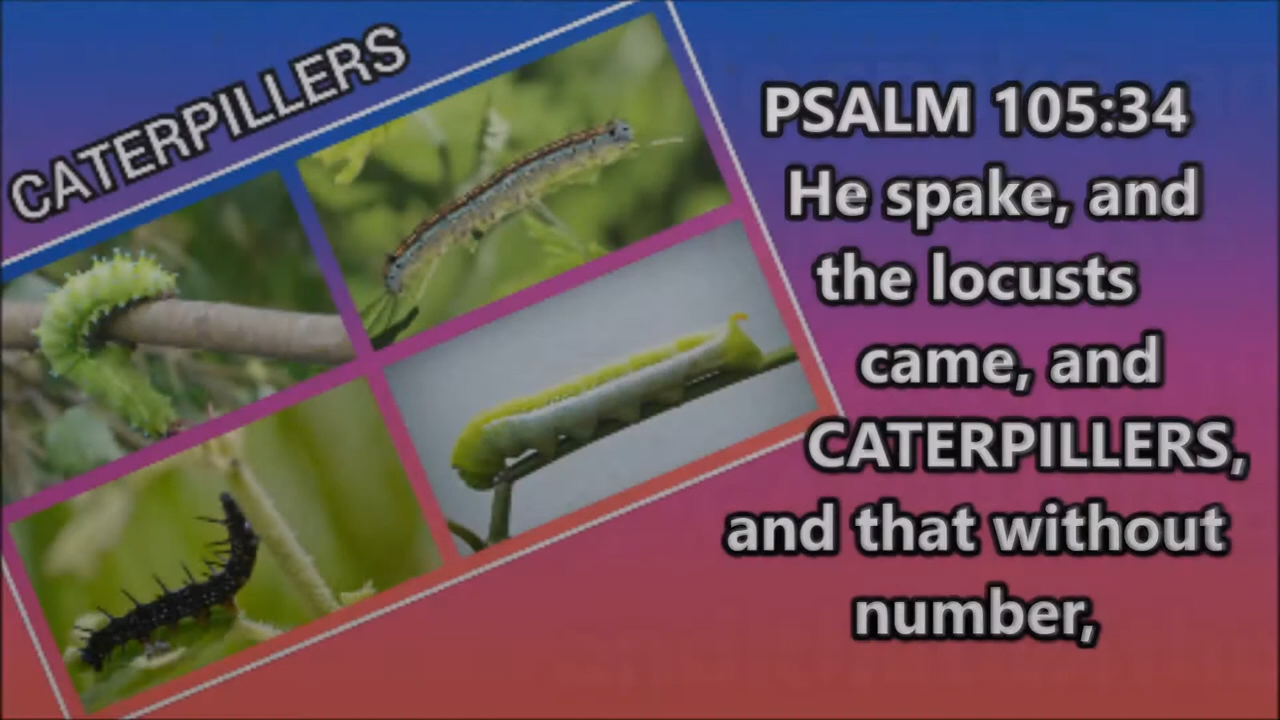 CATERPILLERS
PSALM 105:34
He spake, and
the locusts
came, and
CATERPILLERS,
and that without
number,